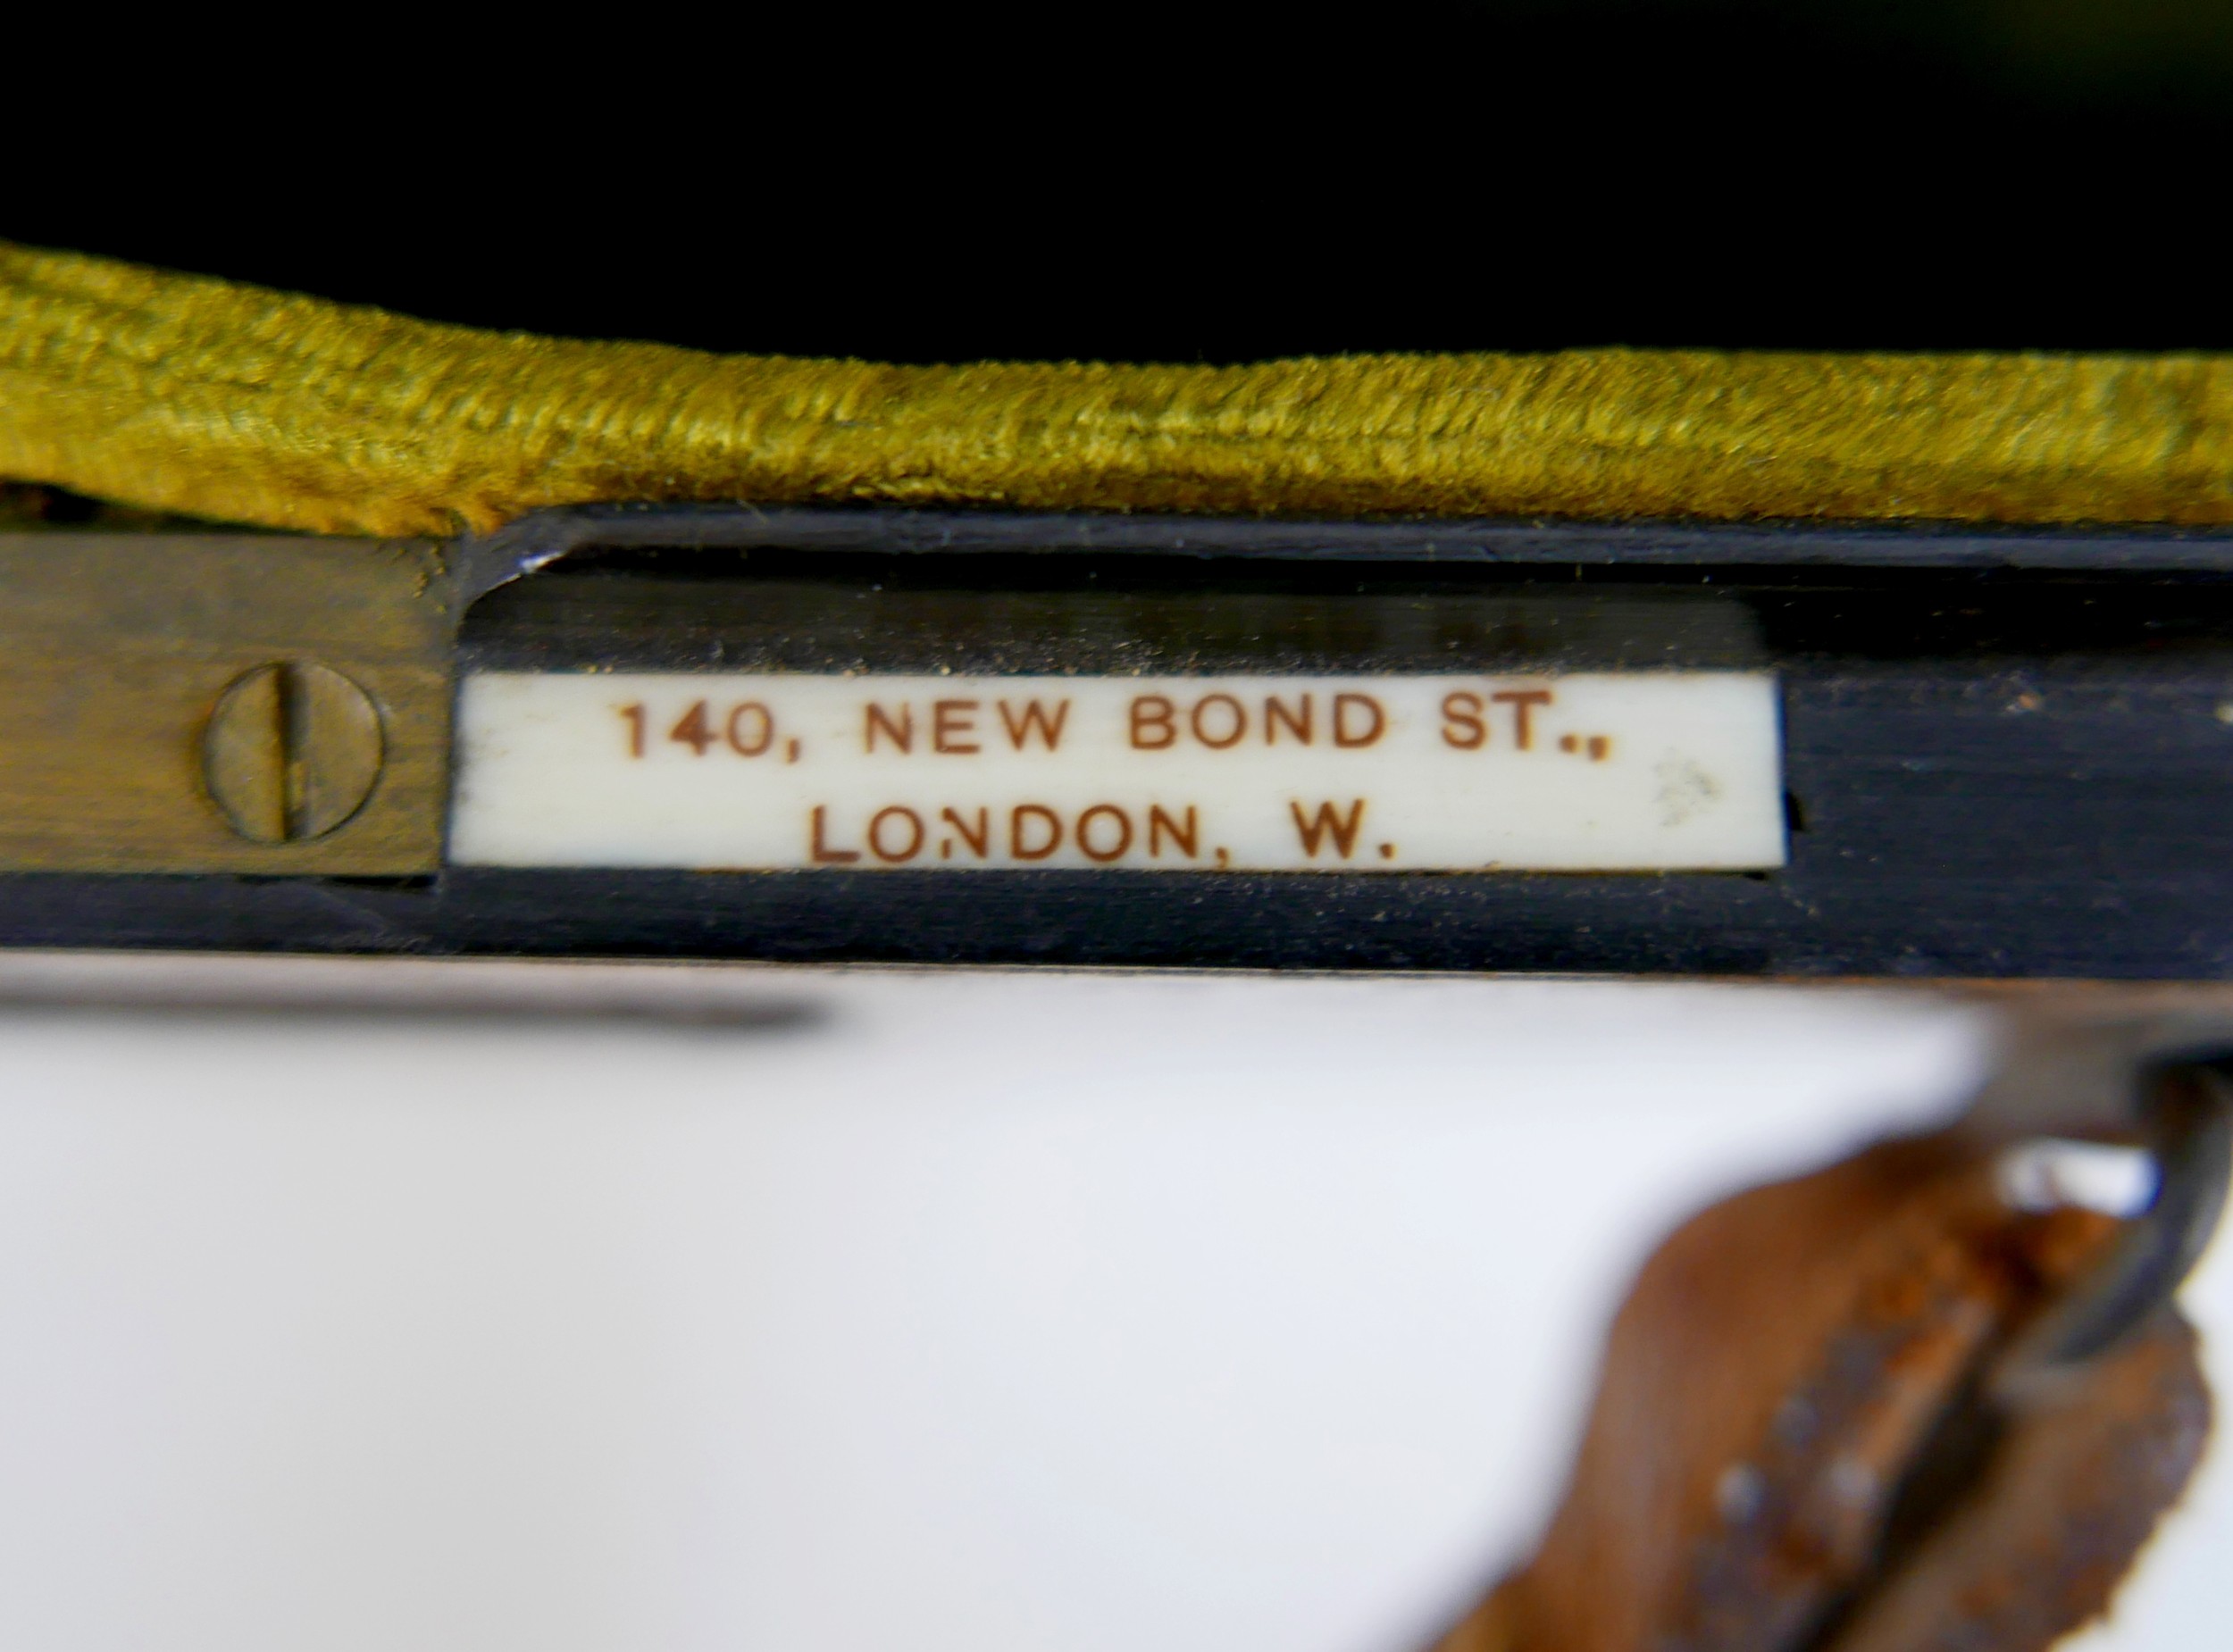 140, NEW BOND ST.,
LONDON, W.